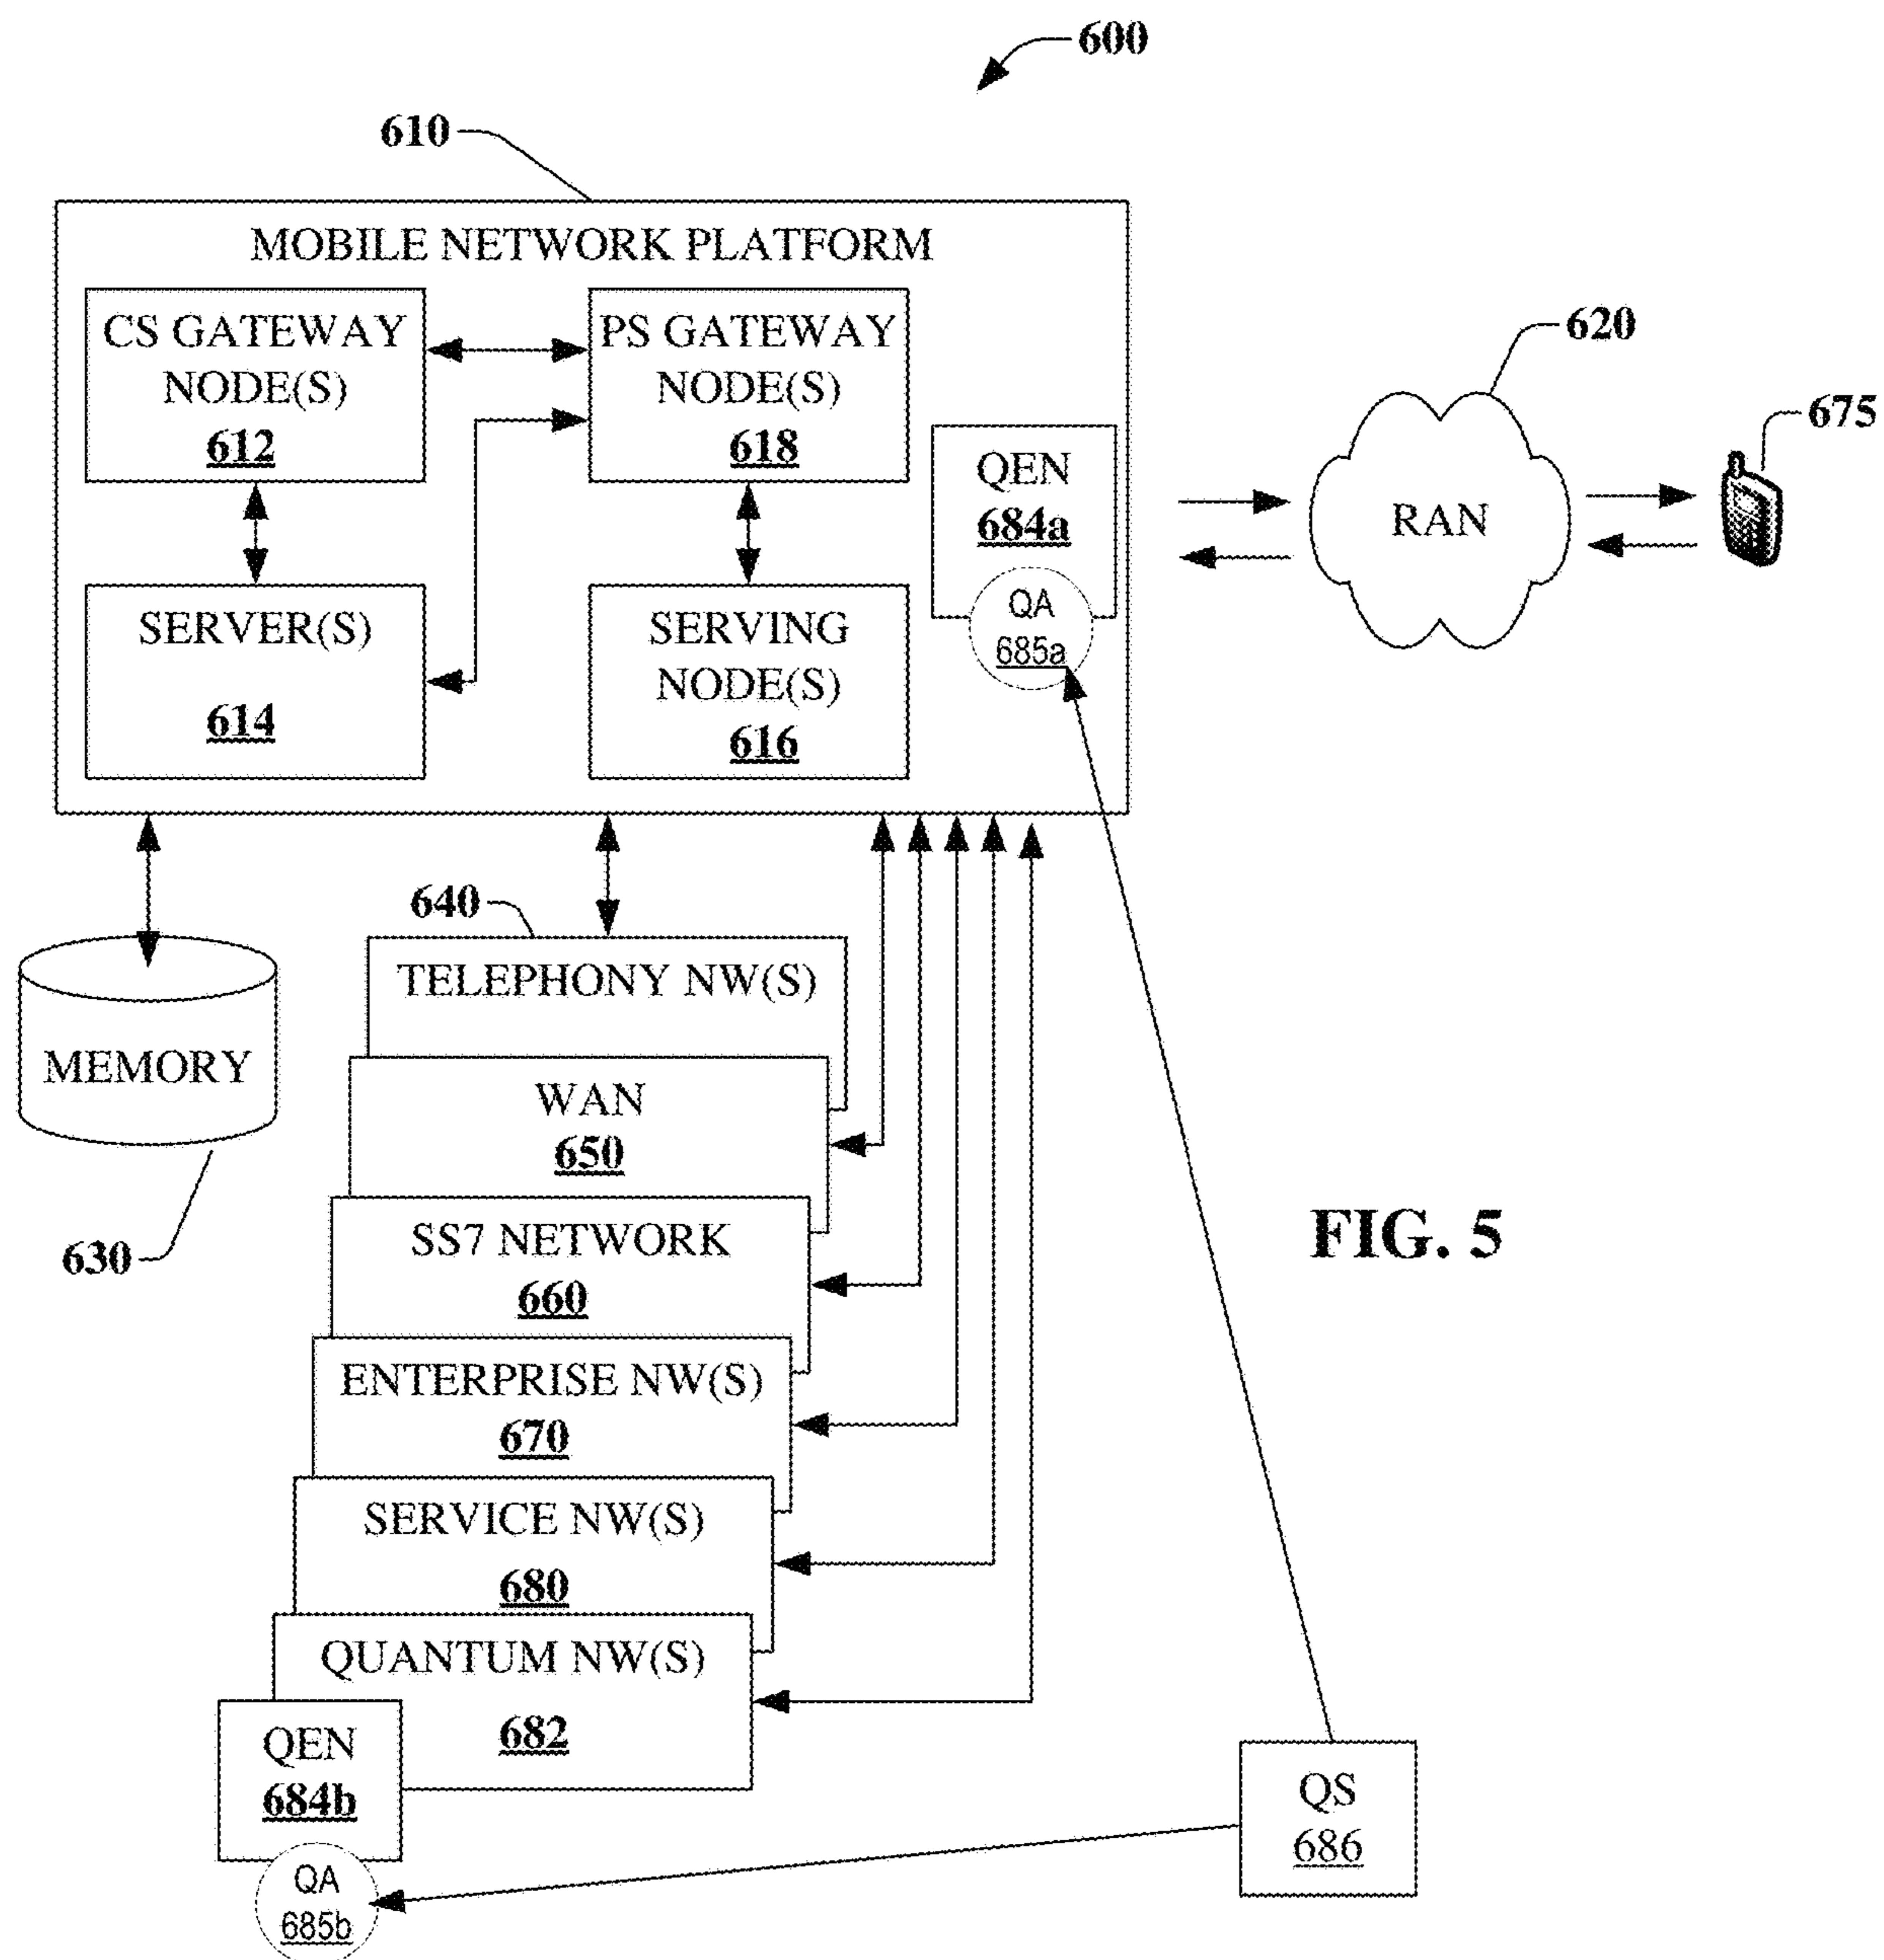 600
610
MOBILE NETWORK PLATFORM
CS GATEWAY
NODE(S)
612
PS GATEWAY
NODE(S)
618
SERVER(S)
614
SERVING
NODE(S)
616
QEN
684a
QA
685a
620
RAN
675
640
TELEPHONY NW(S)
MEMORY
630
WAN
650
SS7 NETWORK
660
ENTERPRISE NW(S)
670
SERVICE NW(S)
680
QUANTUM NW(S)
682
QEN
684b
QA
685b
QS
686
FIG. 5